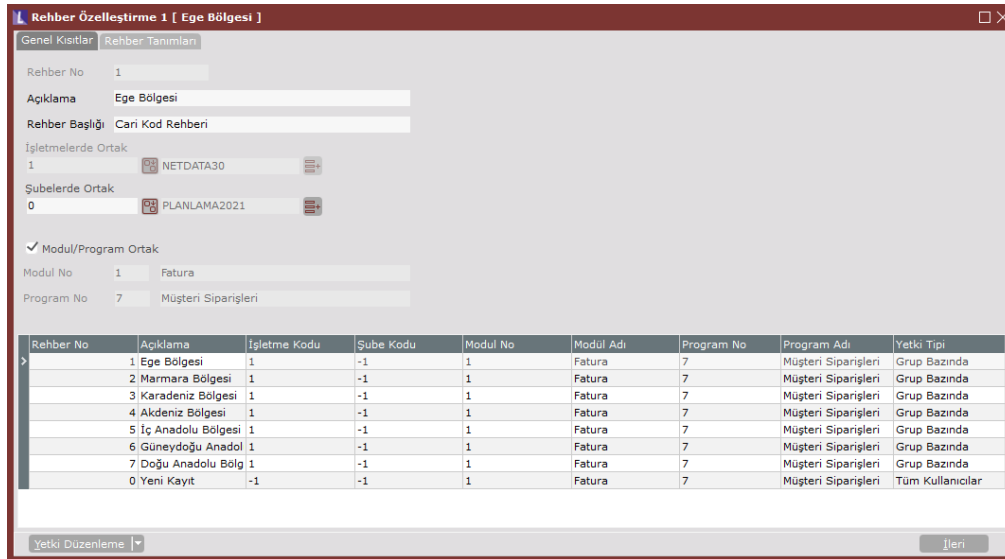 Rehber Özelleştirme 1 [ Ege Bölgesi ]
Genel Kısıtlar Rehber Tanımları
Rehber No 1
Açıklama Ege Bölgesi
Rehber Başlığı Cari Kod Rehberi
İşletmelerde Ortak
1 NETDATA30
Şubelerde Ortak
0 PLANLAMA2021
Modul/Program Ortak
Modul No 1 Fatura
Program No 7 Müşteri Siparişleri
Rehber No Açıklama İşletme Kodu Şube Kodu Modul No Modül Adı Program No Program Adı Yetki Tipi
1 Ege Bölgesi 1 -1 1 Fatura 7 Müşteri Siparişleri Grup Bazında
2 Marmara Bölgesi 1 -1 1 Fatura 7 Müşteri Siparişleri Grup Bazında
3 Karadeniz Bölgesi 1 -1 1 Fatura 7 Müşteri Siparişleri Grup Bazında
4 Akdeniz Bölgesi 1 -1 1 Fatura 7 Müşteri Siparişleri Grup Bazında
5 İç Anadolu Bölgesi 1 -1 1 Fatura 7 Müşteri Siparişleri Grup Bazında
6 Güneydoğu Anadol 1 -1 1 Fatura 7 Müşteri Siparişleri Grup Bazında
7 Doğu Anadolu Bölg 1 -1 1 Fatura 7 Müşteri Siparişleri Grup Bazında
0 Yeni Kayıt -1 -1 1 Fatura 7 Müşteri Siparişleri Tüm Kullanıcılar
Yetki Düzenleme İleri